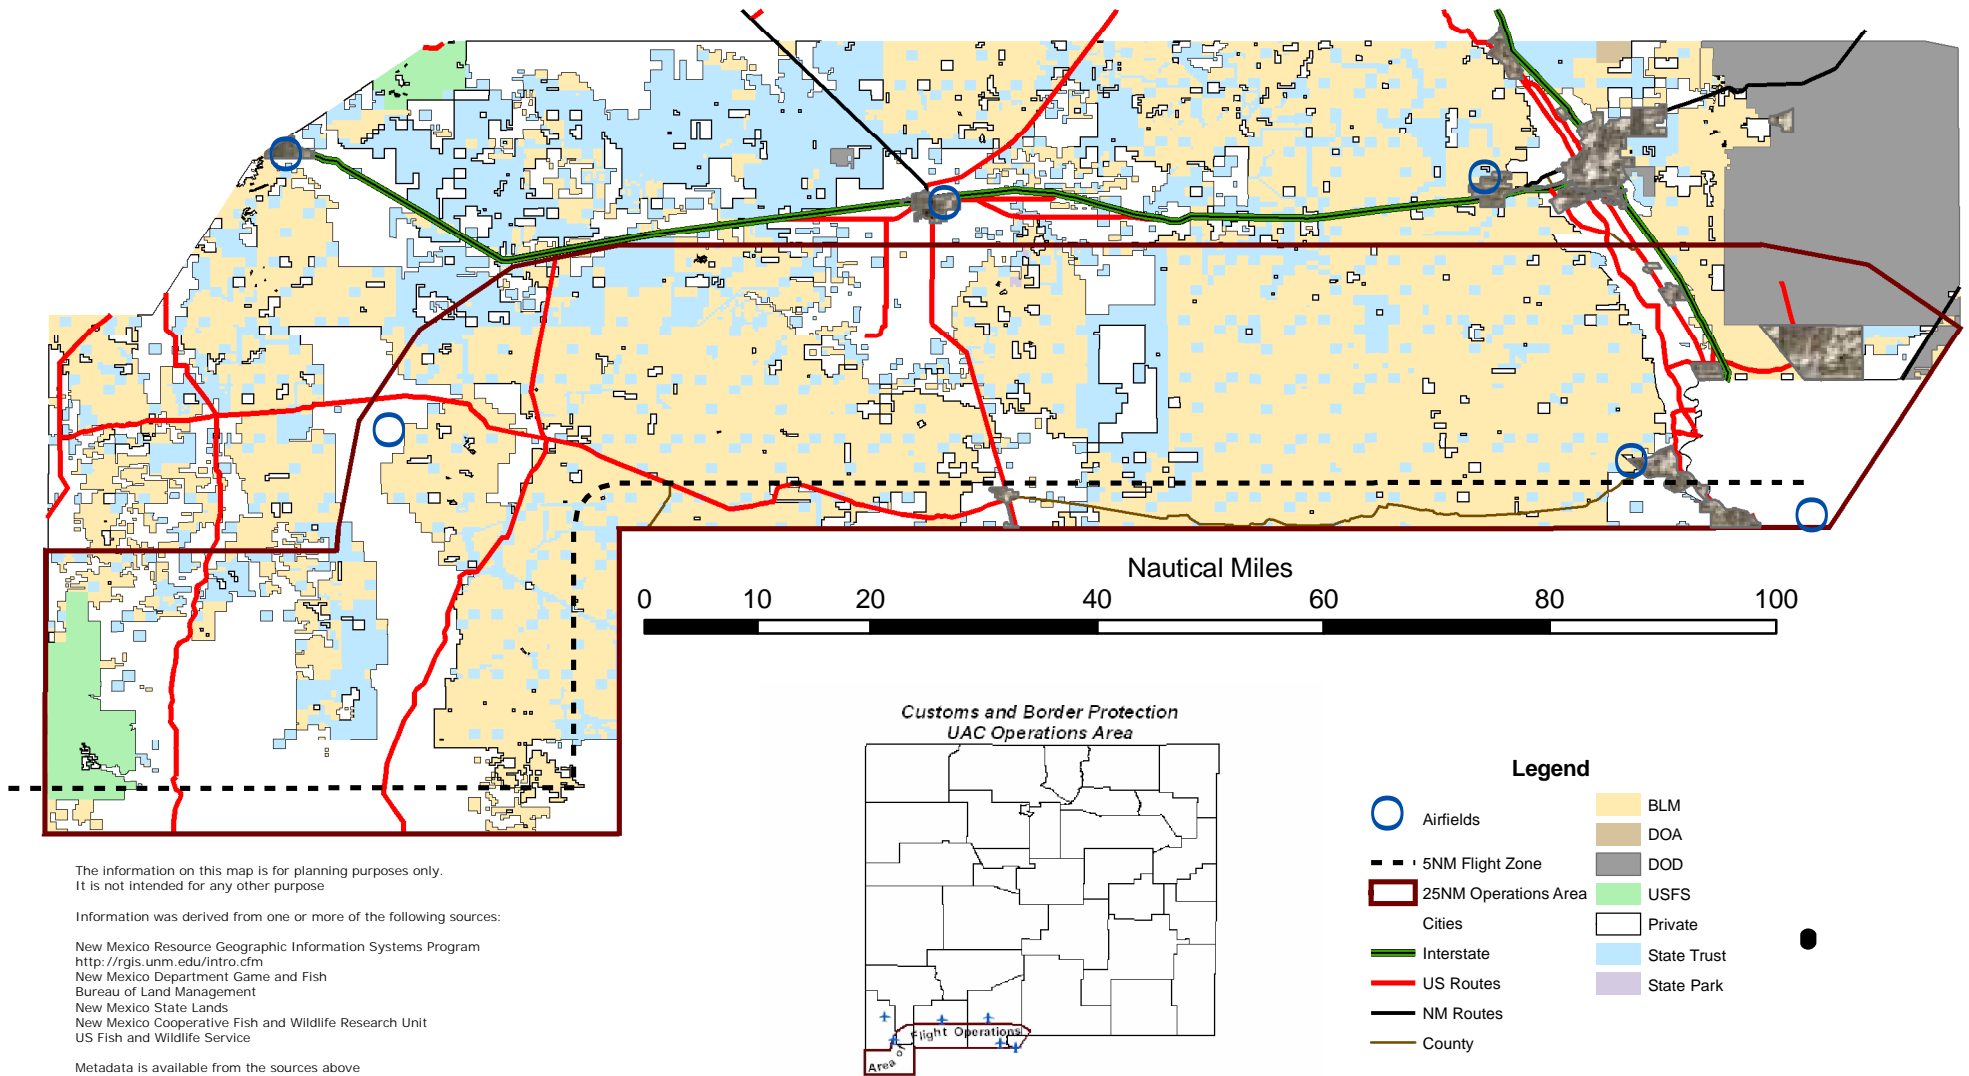 Nautical Miles
0 10 20 40 60 80 100
Customs and Border Protection
UAC Operations Area
Area of Flight Operations
Legend
Airfields
5NM Flight Zone
25NM Operations Area
Cities
Interstate
US Routes
NM Routes
County
BLM
DOA
DOD
USFS
Private
State Trust
State Park
The information on this map is for planning purposes only.
It is not intended for any other purpose
Information was derived from one or more of the following sources:
New Mexico Resource Geographic Information Systems Program
http://rgis.unm.edu/intro.cfm
New Mexico Department Game and Fish
Bureau of Land Management
New Mexico State Lands
New Mexico Cooperative Fish and Wildlife Research Unit
US Fish and Wildlife Service
Metadata is available from the sources above